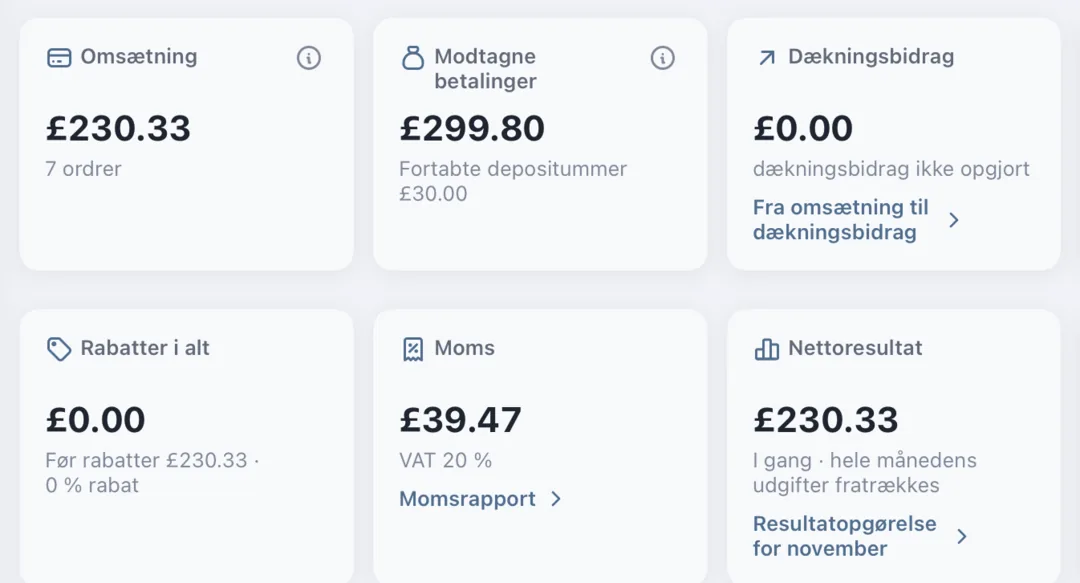 Omsætning
£230.33
7 ordrer
Modtagne
betalinger
£299.80
Fortabte depositummer
£30.00
Dækningsbidrag
£0.00
dækningsbidrag ikke opgjort
Fra omsætning til
dækningsbidrag
Rabatter i alt
£0.00
Før rabatter £230.33 ·
0 % rabat
Moms
£39.47
VAT 20 %
Momsrapport
Nettoresultat
£230.33
I gang · hele månedens
udgifter fratrækkes
Resultatopgørelse
for november